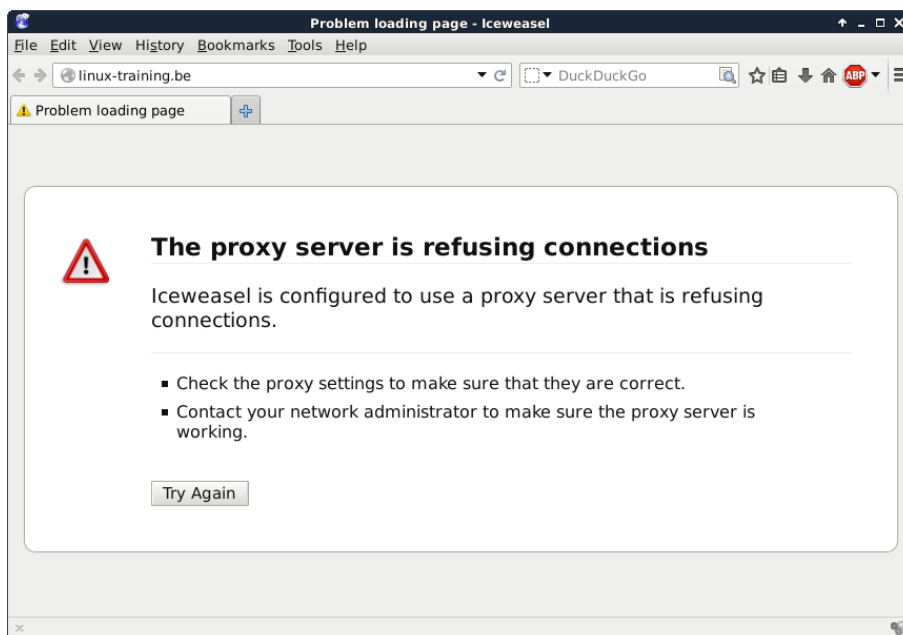 Problem loading page - Iceweasel
File Edit View History Bookmarks Tools Help
linux-training.be
DuckDuckGo
ABP
Problem loading page
The proxy server is refusing connections
Iceweasel is configured to use a proxy server that is refusing
connections.
Check the proxy settings to make sure that they are correct.
Contact your network administrator to make sure the proxy server is
working.
Try Again